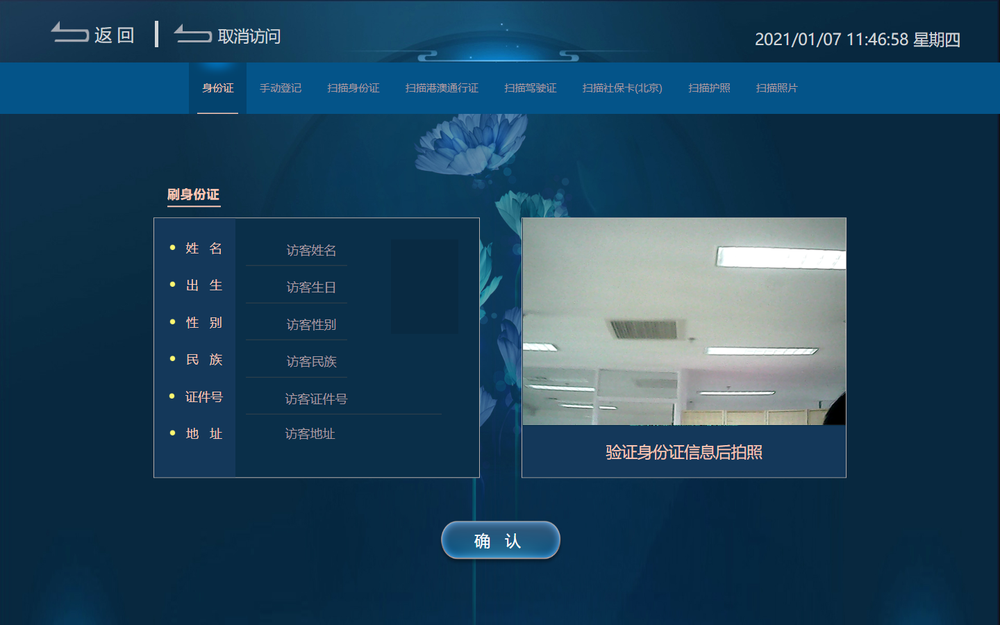 返 回 取消访问 2021/01/07 11:46:58 星期四
身份证 手动登记 扫描身份证 扫描港澳通行证 扫描驾驶证 扫描社保卡(北京) 扫描护照 扫描照片
刷身份证
姓 名 访客姓名
出 生 访客生日
性 别 访客性别
民 族 访客民族
证件号 访客证件号
地 址 访客地址
验证身份证信息后拍照
确 认